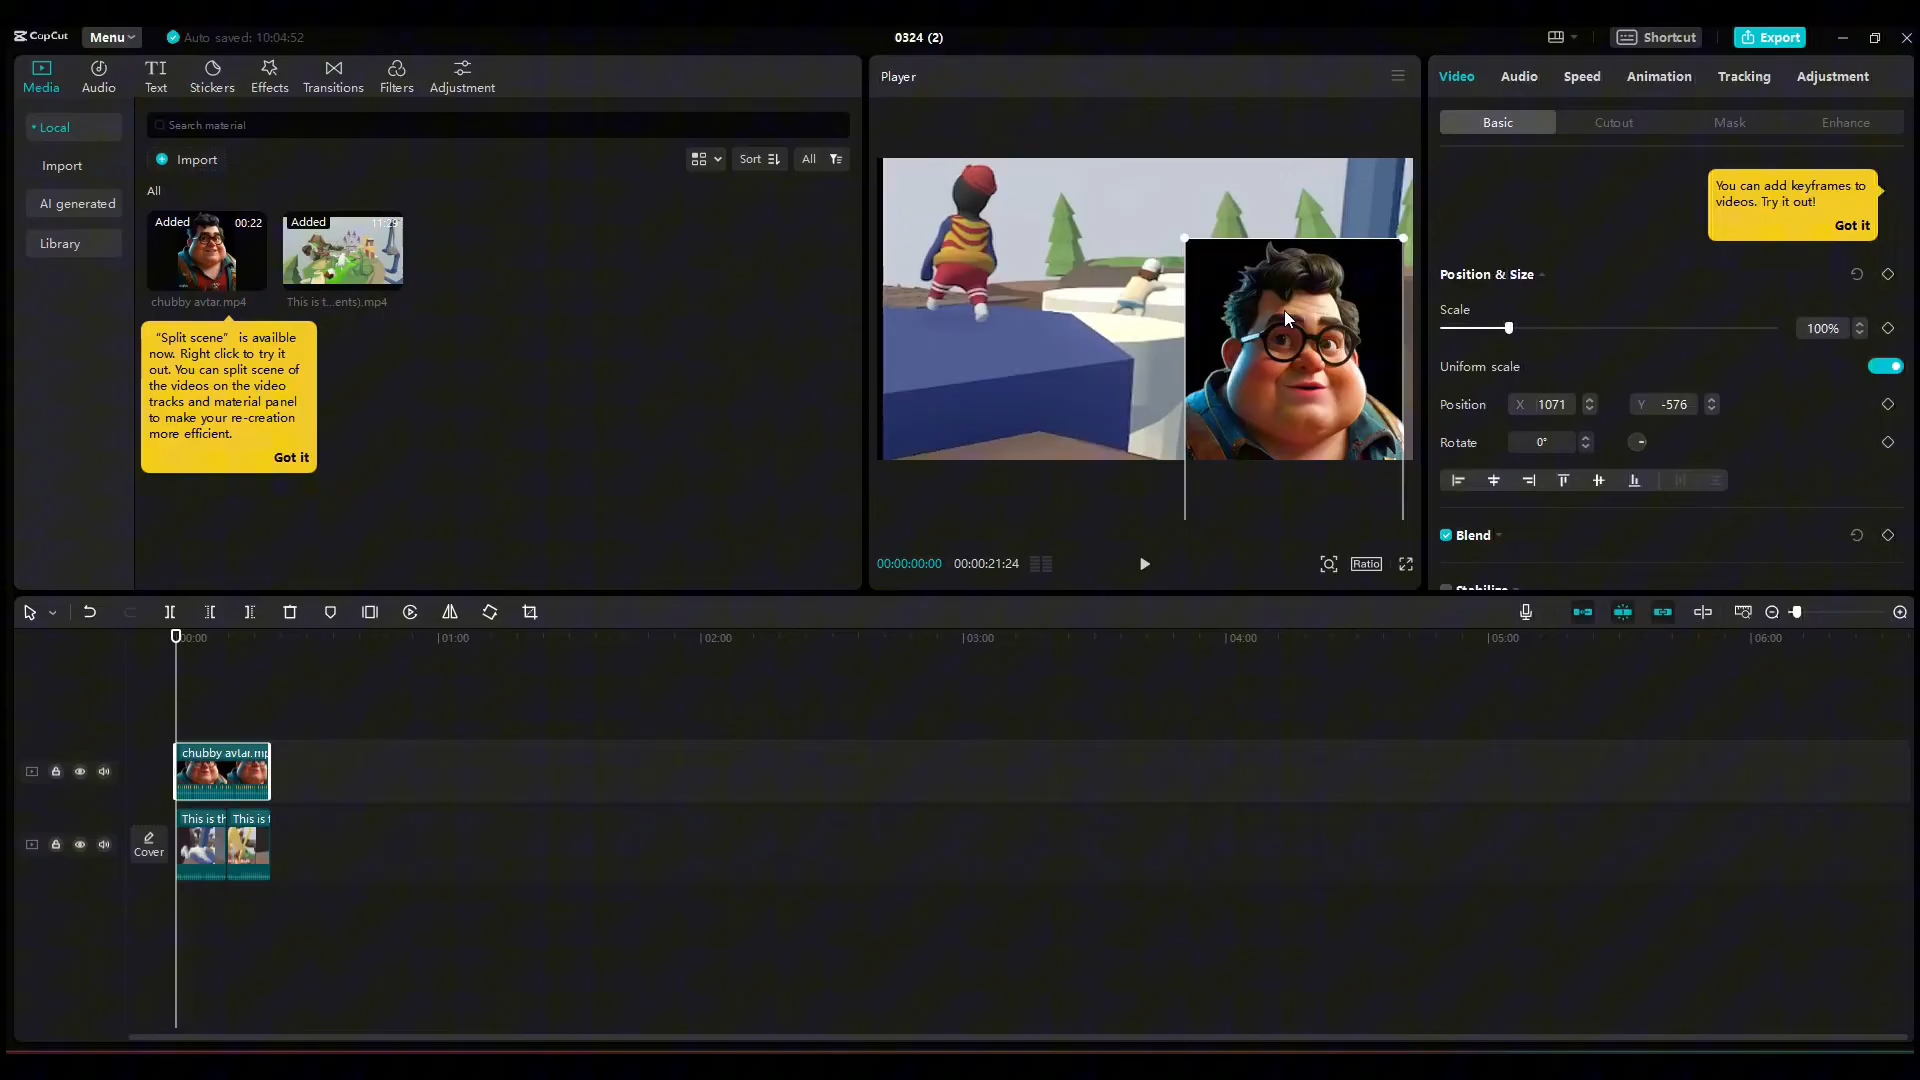 CapCut
Menu
Auto saved: 10:04:52
0324 (2)
Shortcut
Export
Media
Audio
Text
Stickers
Effects
Transitions
Filters
Adjustment
Player
Video
Audio
Speed
Animation
Tracking
Adjustment
Local
Import
AI generated
Library
Search material
Import
Sort
All
All
Added
00:22
chubby avtar.mp4
Added
11:29
This is t...ents).mp4
“Split scene” is availble
now. Right click to try it
out. You can split scene of
the videos on the video
tracks and material panel
to make your re-creation
more efficient.
Got it
00:00:00:00
00:00:21:24
Ratio
Basic
Cutout
Mask
Enhance
You can add keyframes to
videos. Try it out!
Got it
Position & Size
Scale
100%
Uniform scale
Position
X 1071
Y -576
Rotate
0°
Blend
Stabilize
00:00
01:00
02:00
03:00
04:00
05:00
06:00
chubby avtar.mp
This is th
This is t
Cover